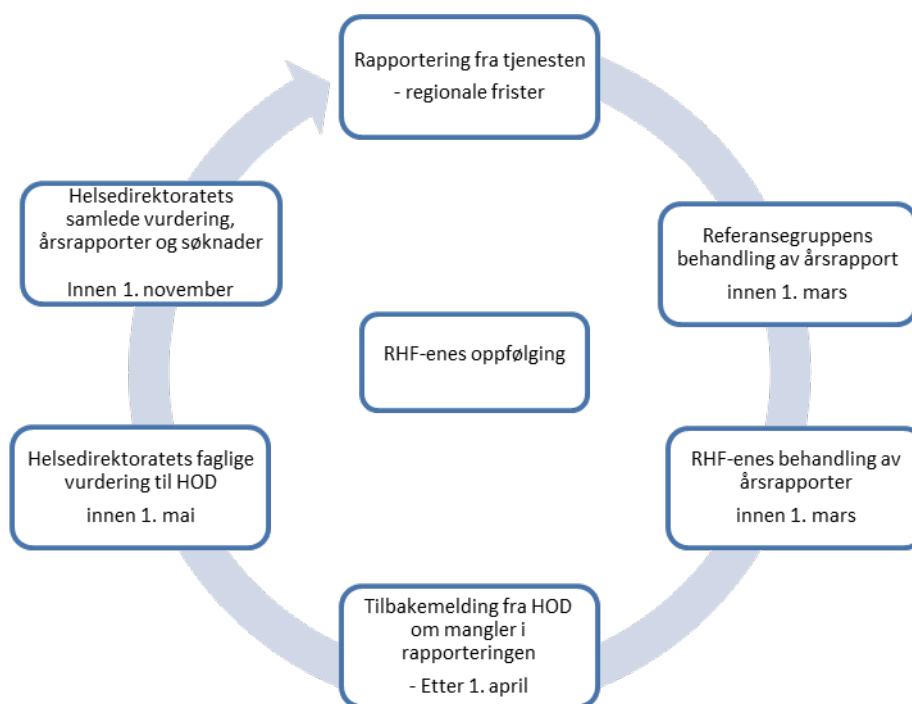 Rapportering fra tjenesten
- regionale frister
Referansegruppens
behandling av årsrapport
innen 1. mars
RHF-enes behandling av
årsrapporter
innen 1. mars
Tilbakemelding fra HOD
om mangler i
rapporteringen
- Etter 1. april
Helsedirektoratets faglige
vurdering til HOD
innen 1. mai
Helsedirektoratets
samlede vurdering,
årsrapporter og søknader
Innen 1. november
RHF-enes oppfølging